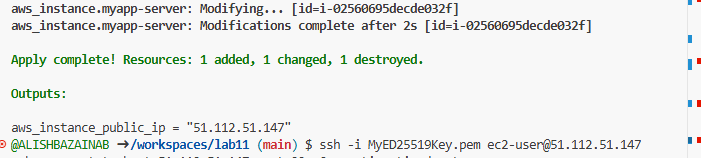 aws_instance.myapp-server: Modifying... [id=i-02560695decde032f]
aws_instance.myapp-server: Modifications complete after 2s [id=i-02560695decde032f]
Apply complete! Resources: 1 added, 1 changed, 1 destroyed.
Outputs:
aws_instance_public_ip = "51.112.51.147"
@ALISHBAZAINAB ➜/workspaces/lab11 (main) $ ssh -i MyED25519Key.pem ec2-user@51.112.51.147